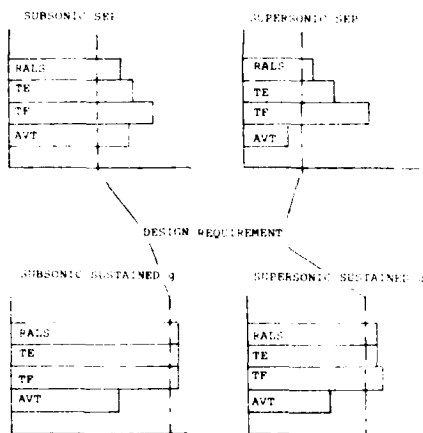 SUBSONIC SEP
SUPERSONIC SEP
RALS
TE
TF
AVT
RALS
TE
TF
AVT
DESIGN REQUIREMENT
SUBSONIC SUSTAINED g
SUPERSONIC SUSTAINED
RALS
TE
TF
AVT
RALS
TE
TF
AVT